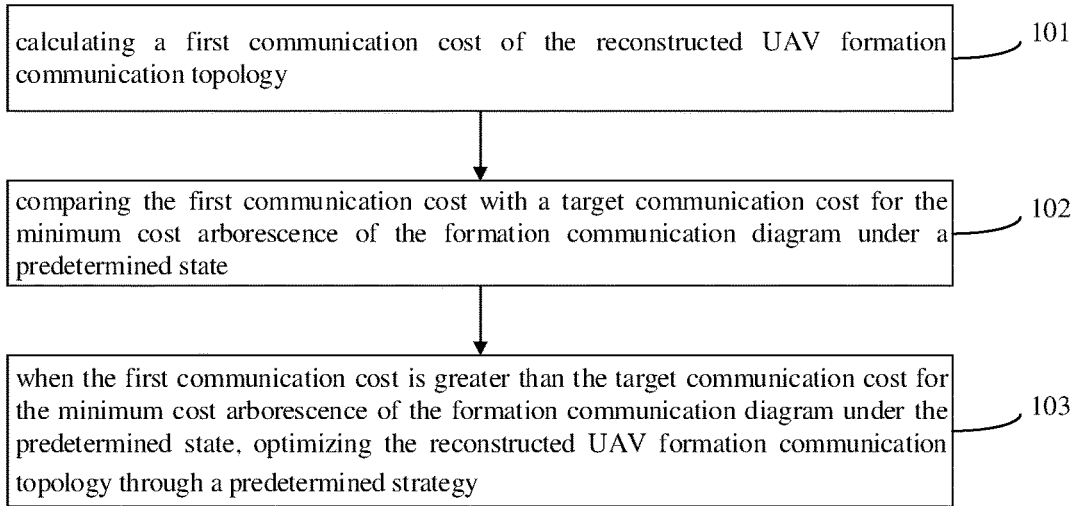 calculating a first communication cost of the reconstructed UAV formation
communication topology
101
comparing the first communication cost with a target communication cost for the
minimum cost arborescence of the formation communication diagram under a
predetermined state
102
when the first communication cost is greater than the target communication cost for
the minimum cost arborescence of the formation communication diagram under the
predetermined state, optimizing the reconstructed UAV formation communication
topology through a predetermined strategy
103